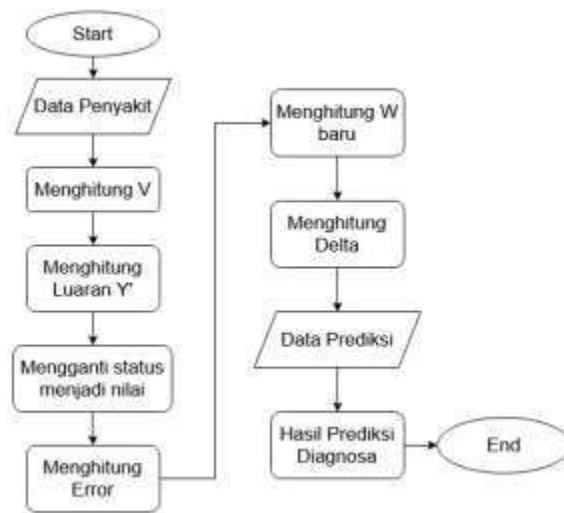 Start
Data Penyakit
Menghitung V
Menghitung
Luaran Y'
Mengganti status
menjadi nilai
Menghitung
Error
Menghitung W
baru
Menghitung
Delta
Data Prediksi
Hasil Prediksi
Diagnosa
End